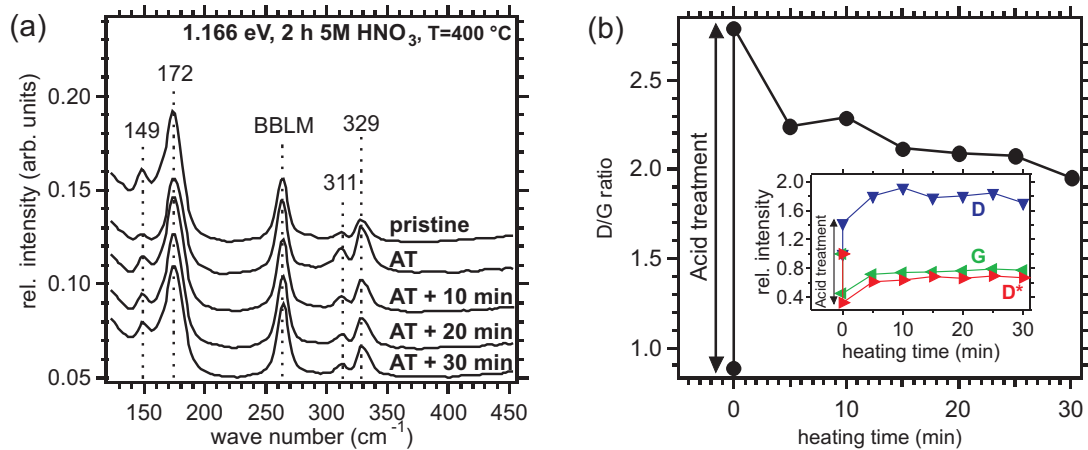 (a)
1.166 eV, 2 h 5M HNO3, T=400 °C
172
149
BBLM
329
311
0.20
0.15
0.10
0.05
rel. intensity (arb. units)
pristine
AT
AT + 10 min
AT + 20 min
AT + 30 min
150
200
250
300
350
400
450
wave number (cm-1)
(b)
2.5
2.0
1.5
1.0
D/G ratio
Acid treatment
2.0
1.6
1.2
0.8
0.4
rel. intensity
Acid treatment
D
G
D*
0
10
20
30
heating time (min)
0
10
20
30
heating time (min)